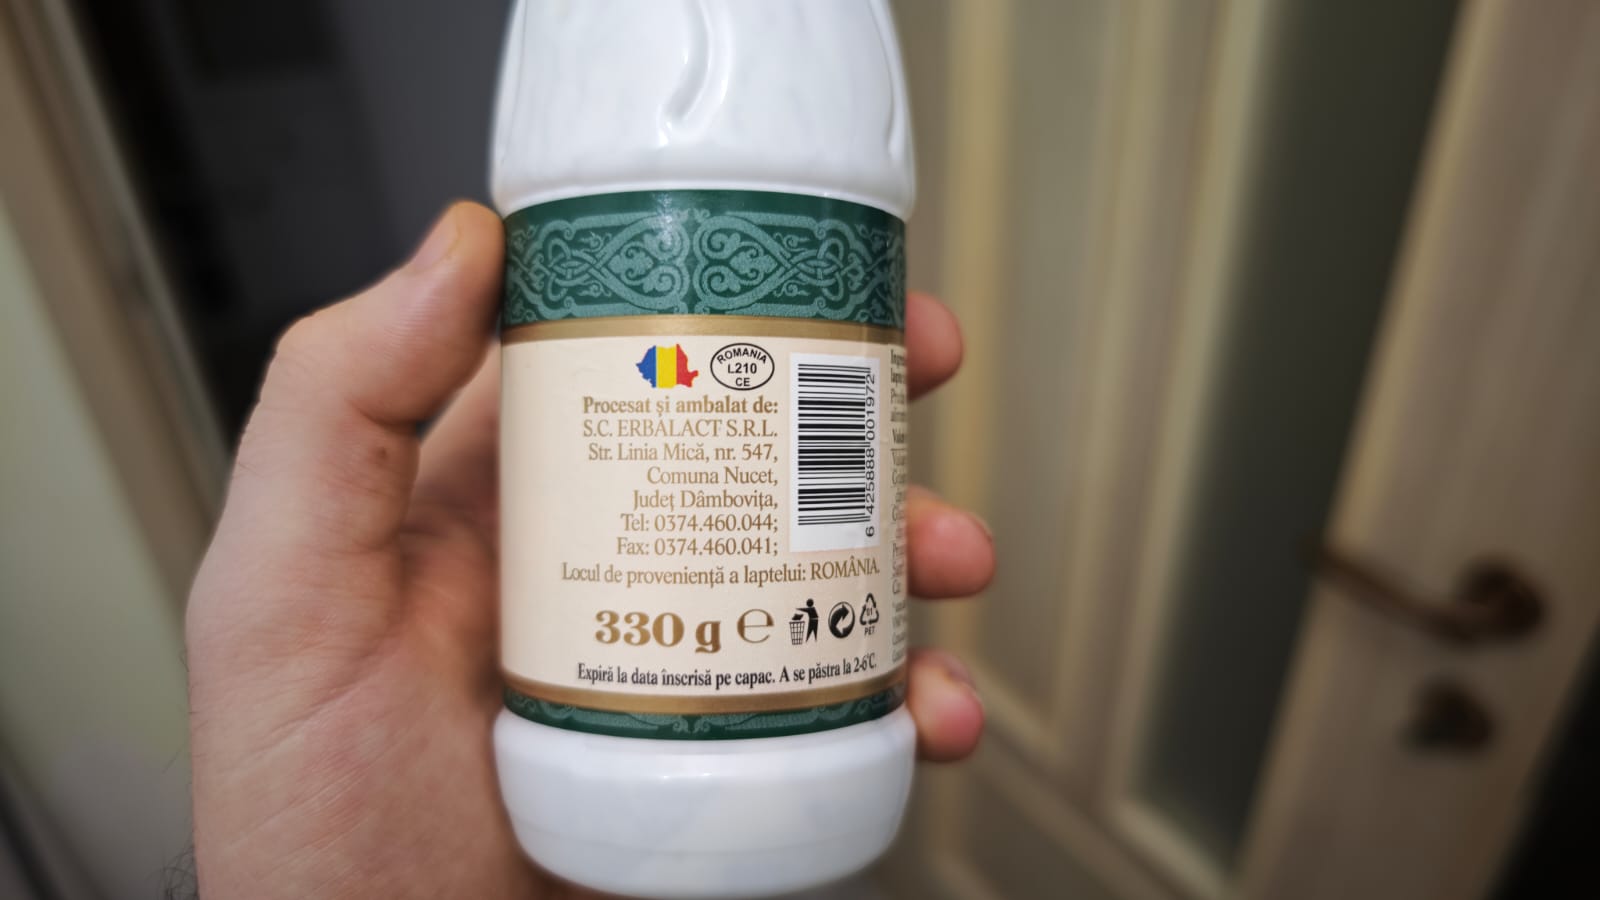 ROMANIA
L210
CE
Procesat și ambalat de:
S.C. ERBALACT S.R.L.
Str. Linia Mică, nr. 547,
Comuna Nucet,
Județ Dâmbovița,
Tel: 0374.460.044;
Fax: 0374.460.041;
Locul de proveniență a laptelui: ROMÂNIA.
6 425888 001972
330 g ℮
01
PET
Expiră la data înscrisă pe capac. A se păstra la 2-6°C.